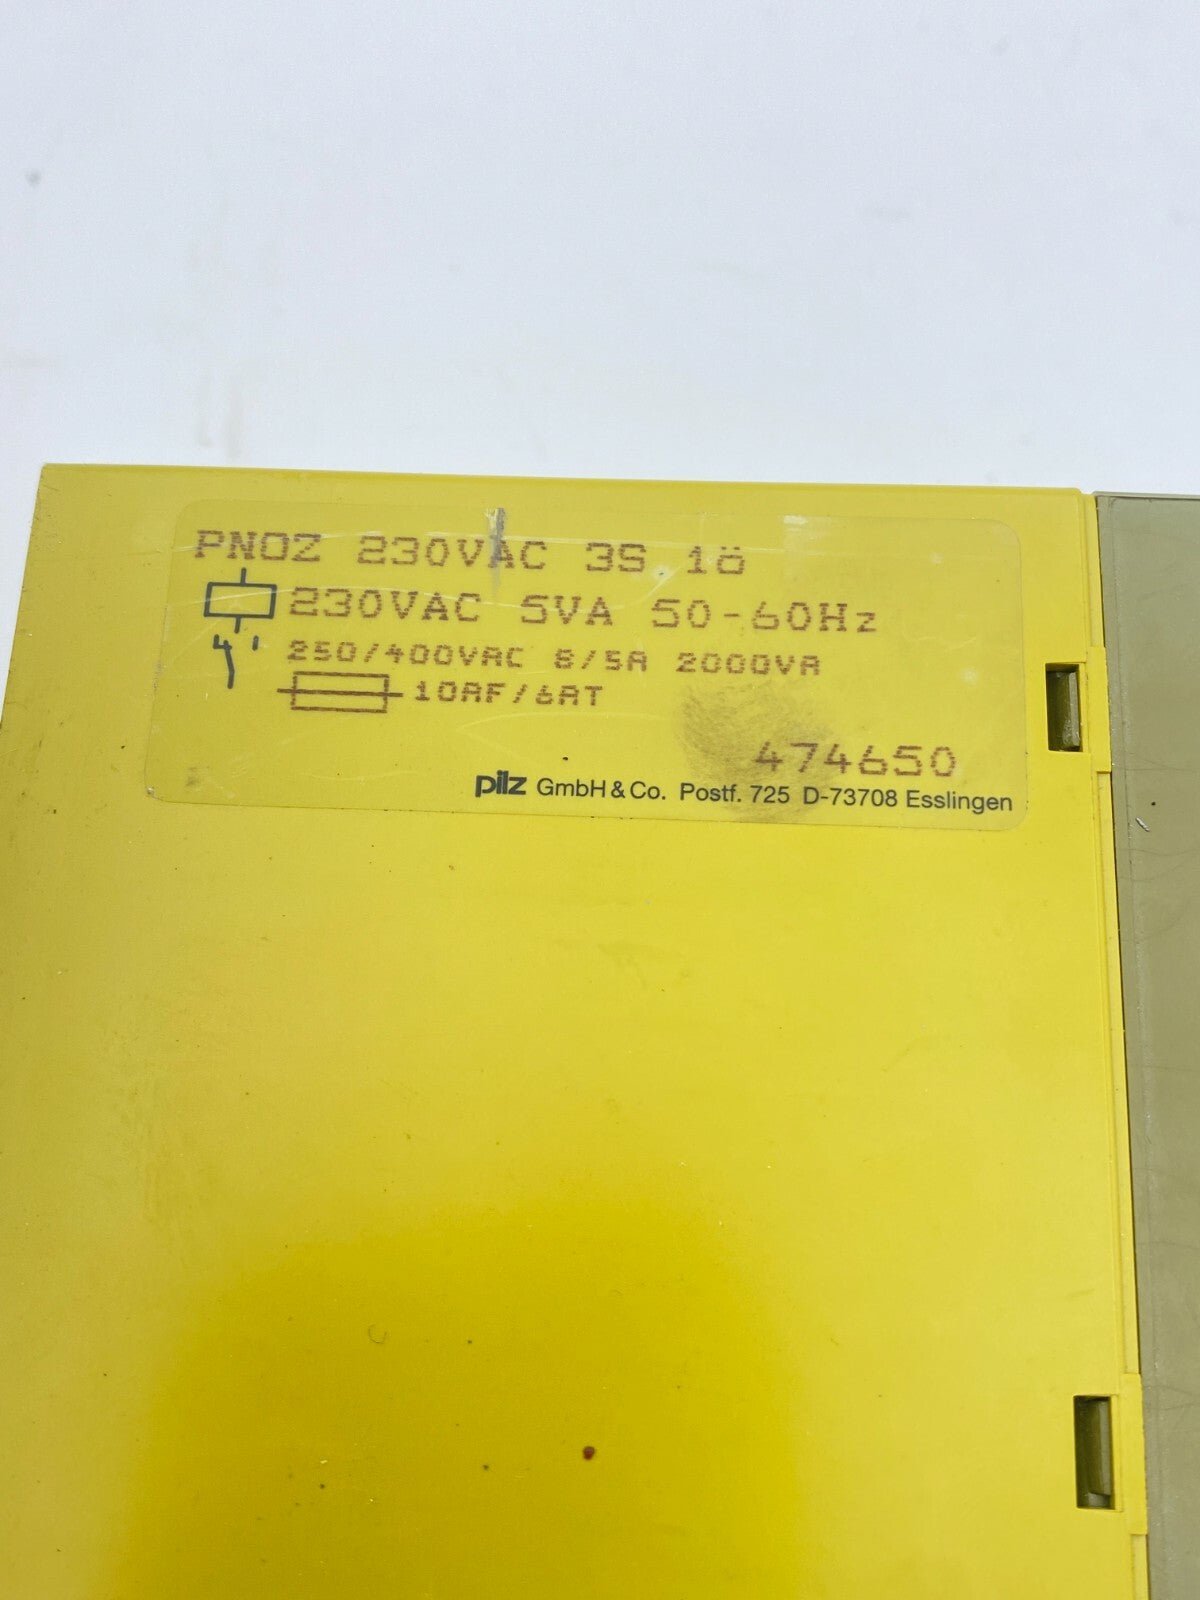 PNOZ 230VAC 3S 1ö
230VAC 5VA 50-60Hz
250/400VAC 8/5A 2000VA
10AF/6AT
474650
pilz GmbH & Co. Postf. 725 D-73708 Esslingen